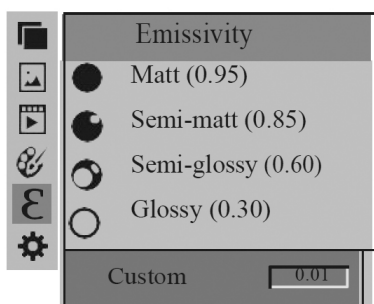 Emissivity
Matt (0.95)
Semi-matt (0.85)
Semi-glossy (0.60)
ε
Glossy (0.30)
Custom 0.01